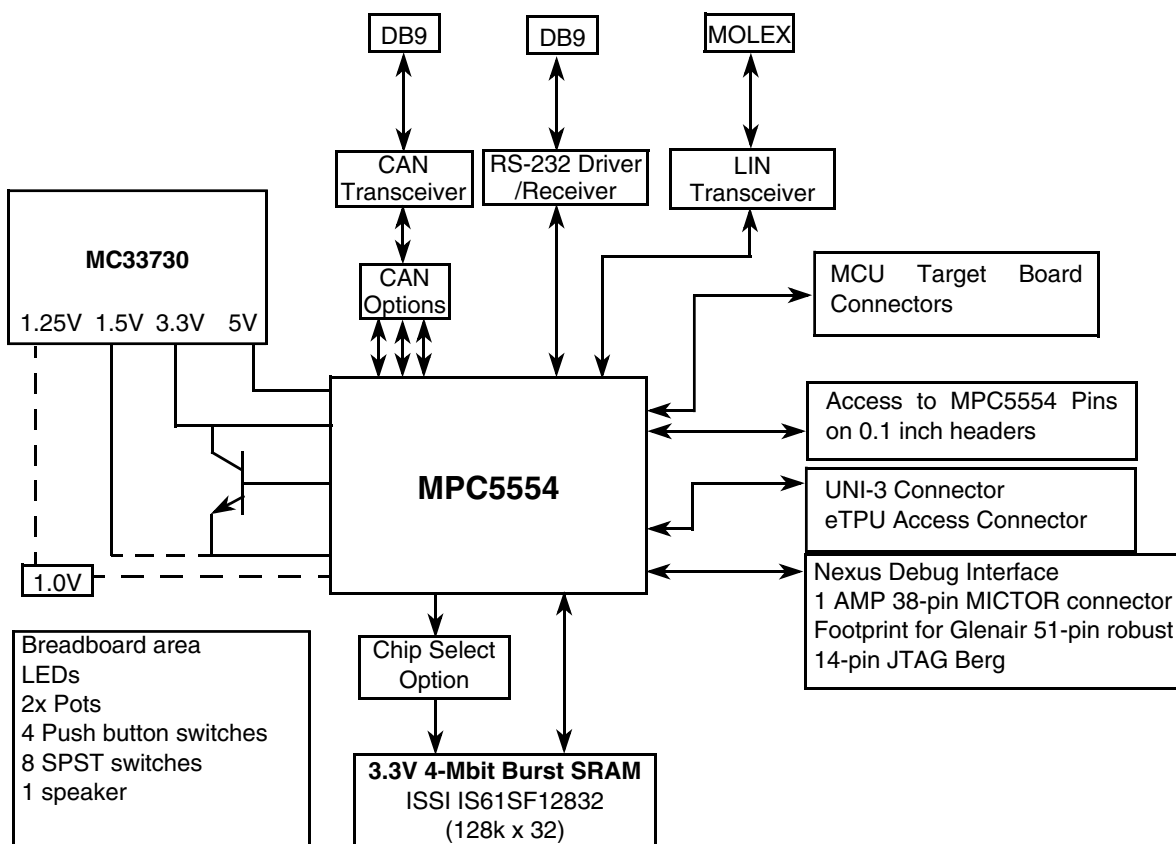 DB9
DB9
MOLEX
CAN
Transceiver
RS-232 Driver
/Receiver
LIN
Transceiver
MC33730
1.25V 1.5V 3.3V 5V
CAN
Options
MCU Target Board
Connectors
Access to MPC5554 Pins
on 0.1 inch headers
MPC5554
UNI-3 Connector
eTPU Access Connector
1.0V
Nexus Debug Interface
1 AMP 38-pin MICTOR connector
Footprint for Glenair 51-pin robust
14-pin JTAG Berg
Breadboard area
LEDs
2x Pots
4 Push button switches
8 SPST switches
1 speaker
Chip Select
Option
3.3V 4-Mbit Burst SRAM
ISSI IS61SF12832
(128k x 32)